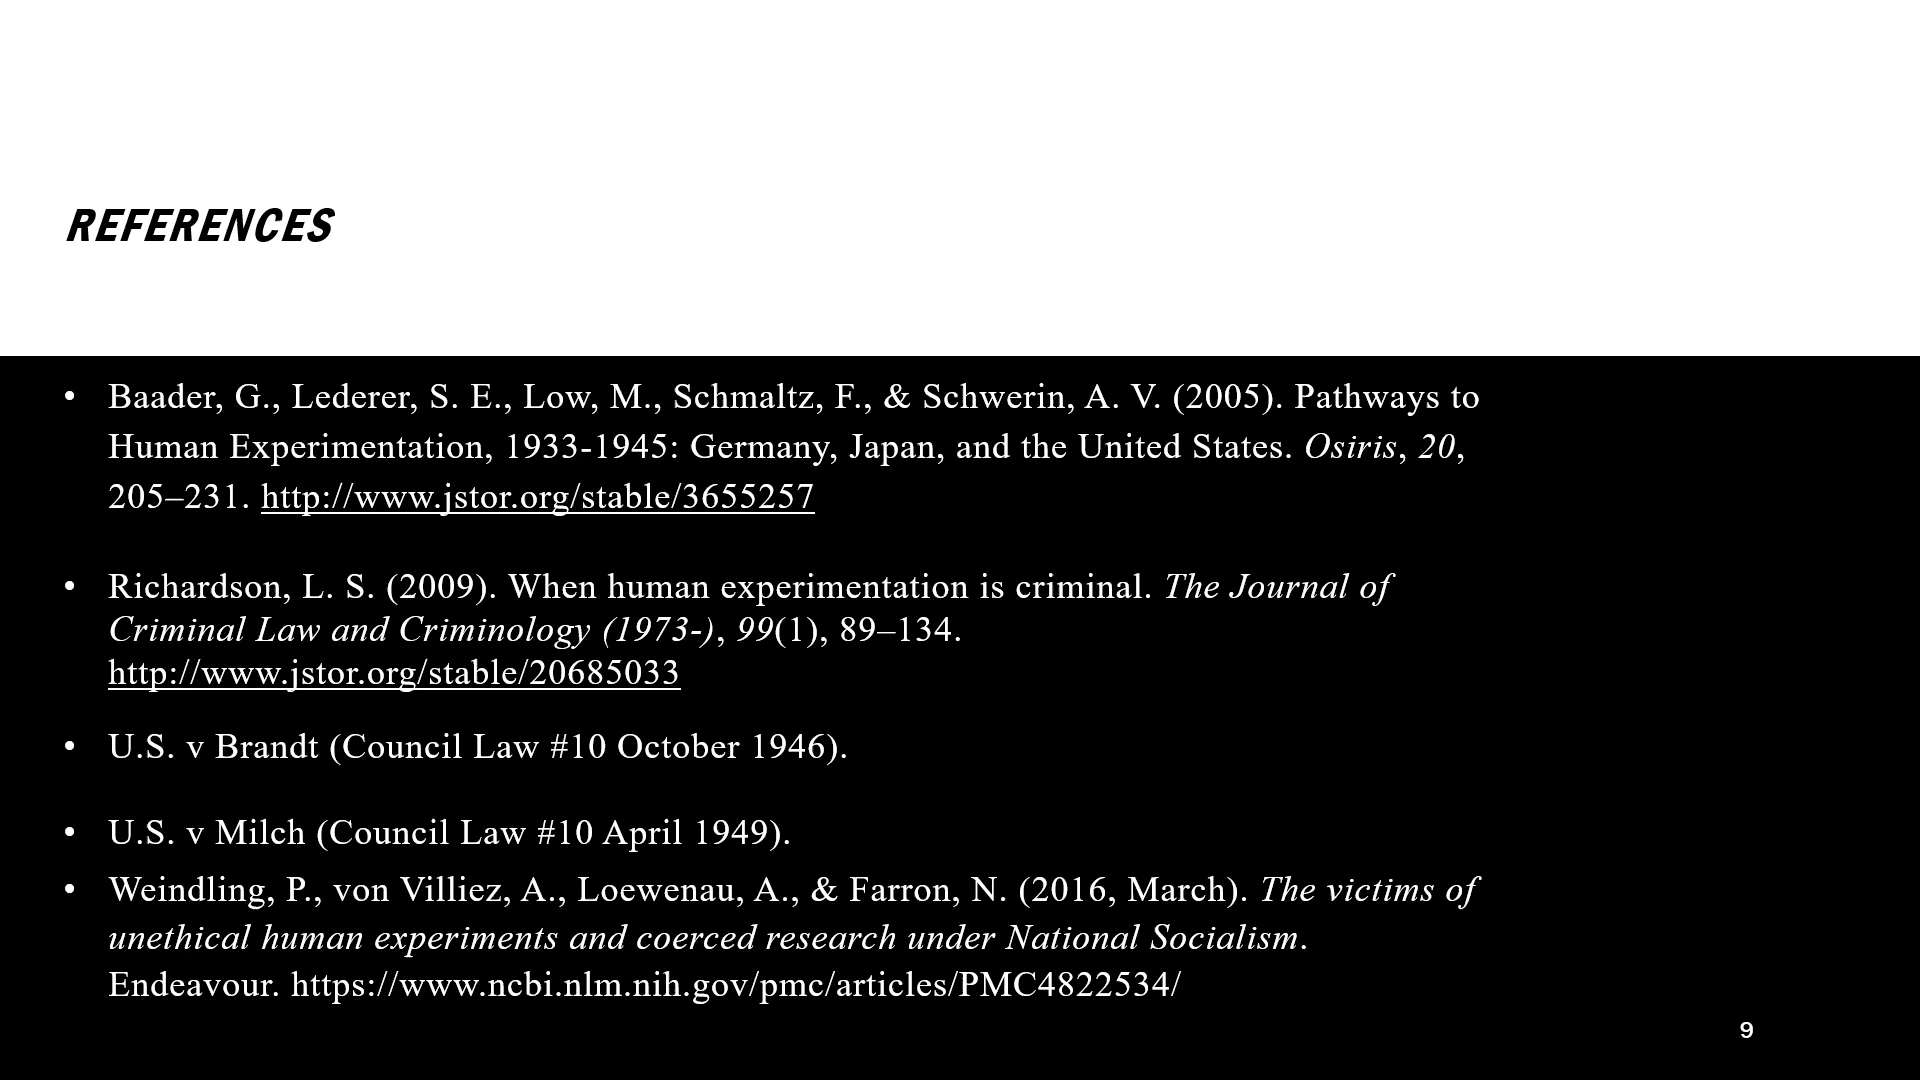 REFERENCES
• Baader, G., Lederer, S. E., Low, M., Schmaltz, F., & Schwerin, A. V. (2005). Pathways to
Human Experimentation, 1933-1945: Germany, Japan, and the United States. Osiris, 20,
205–231. http://www.jstor.org/stable/3655257
• Richardson, L. S. (2009). When human experimentation is criminal. The Journal of
Criminal Law and Criminology (1973-), 99(1), 89–134.
http://www.jstor.org/stable/20685033
• U.S. v Brandt (Council Law #10 October 1946).
• U.S. v Milch (Council Law #10 April 1949).
• Weindling, P., von Villiez, A., Loewenau, A., & Farron, N. (2016, March). The victims of
unethical human experiments and coerced research under National Socialism.
Endeavour. https://www.ncbi.nlm.nih.gov/pmc/articles/PMC4822534/
9